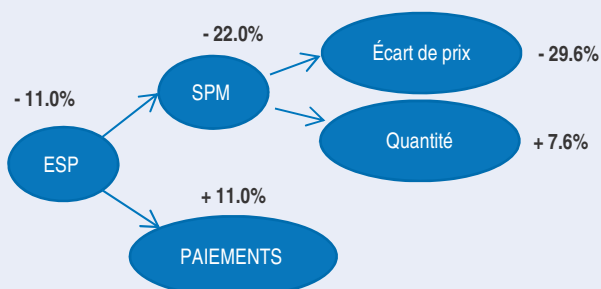 - 22.0%
Écart de prix
- 29.6%
- 11.0%
SPM
Quantité
+ 7.6%
ESP
+ 11.0%
PAIEMENTS